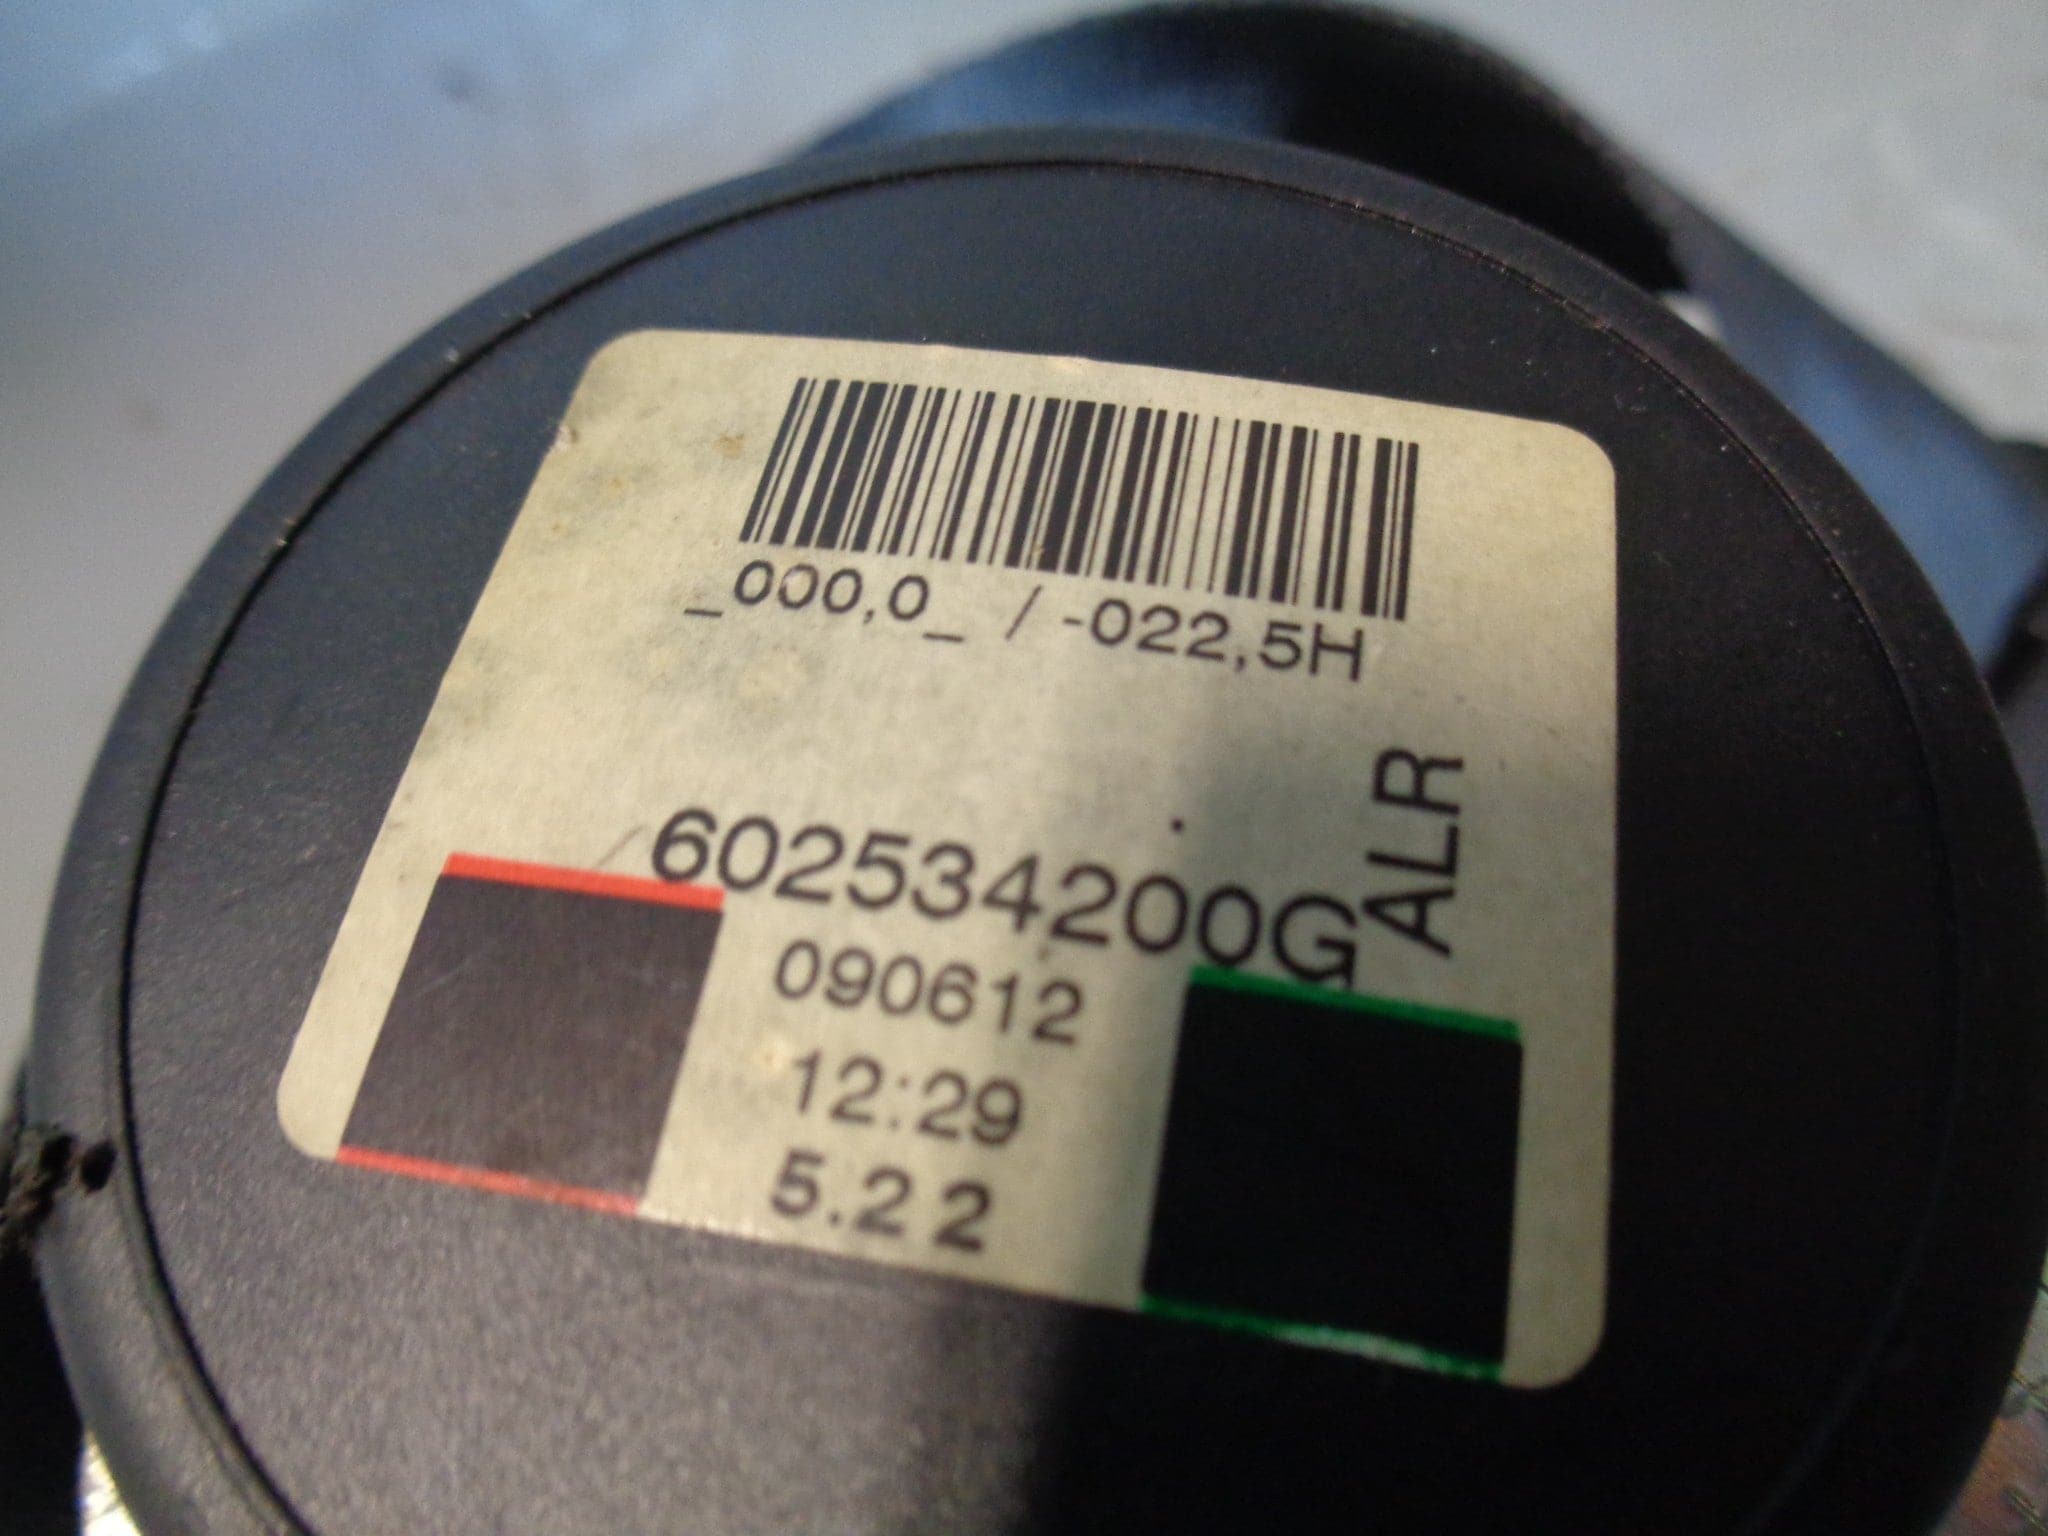 _000,0_ / -022,5H
ALR
602534200G
090612
12:29
5.22